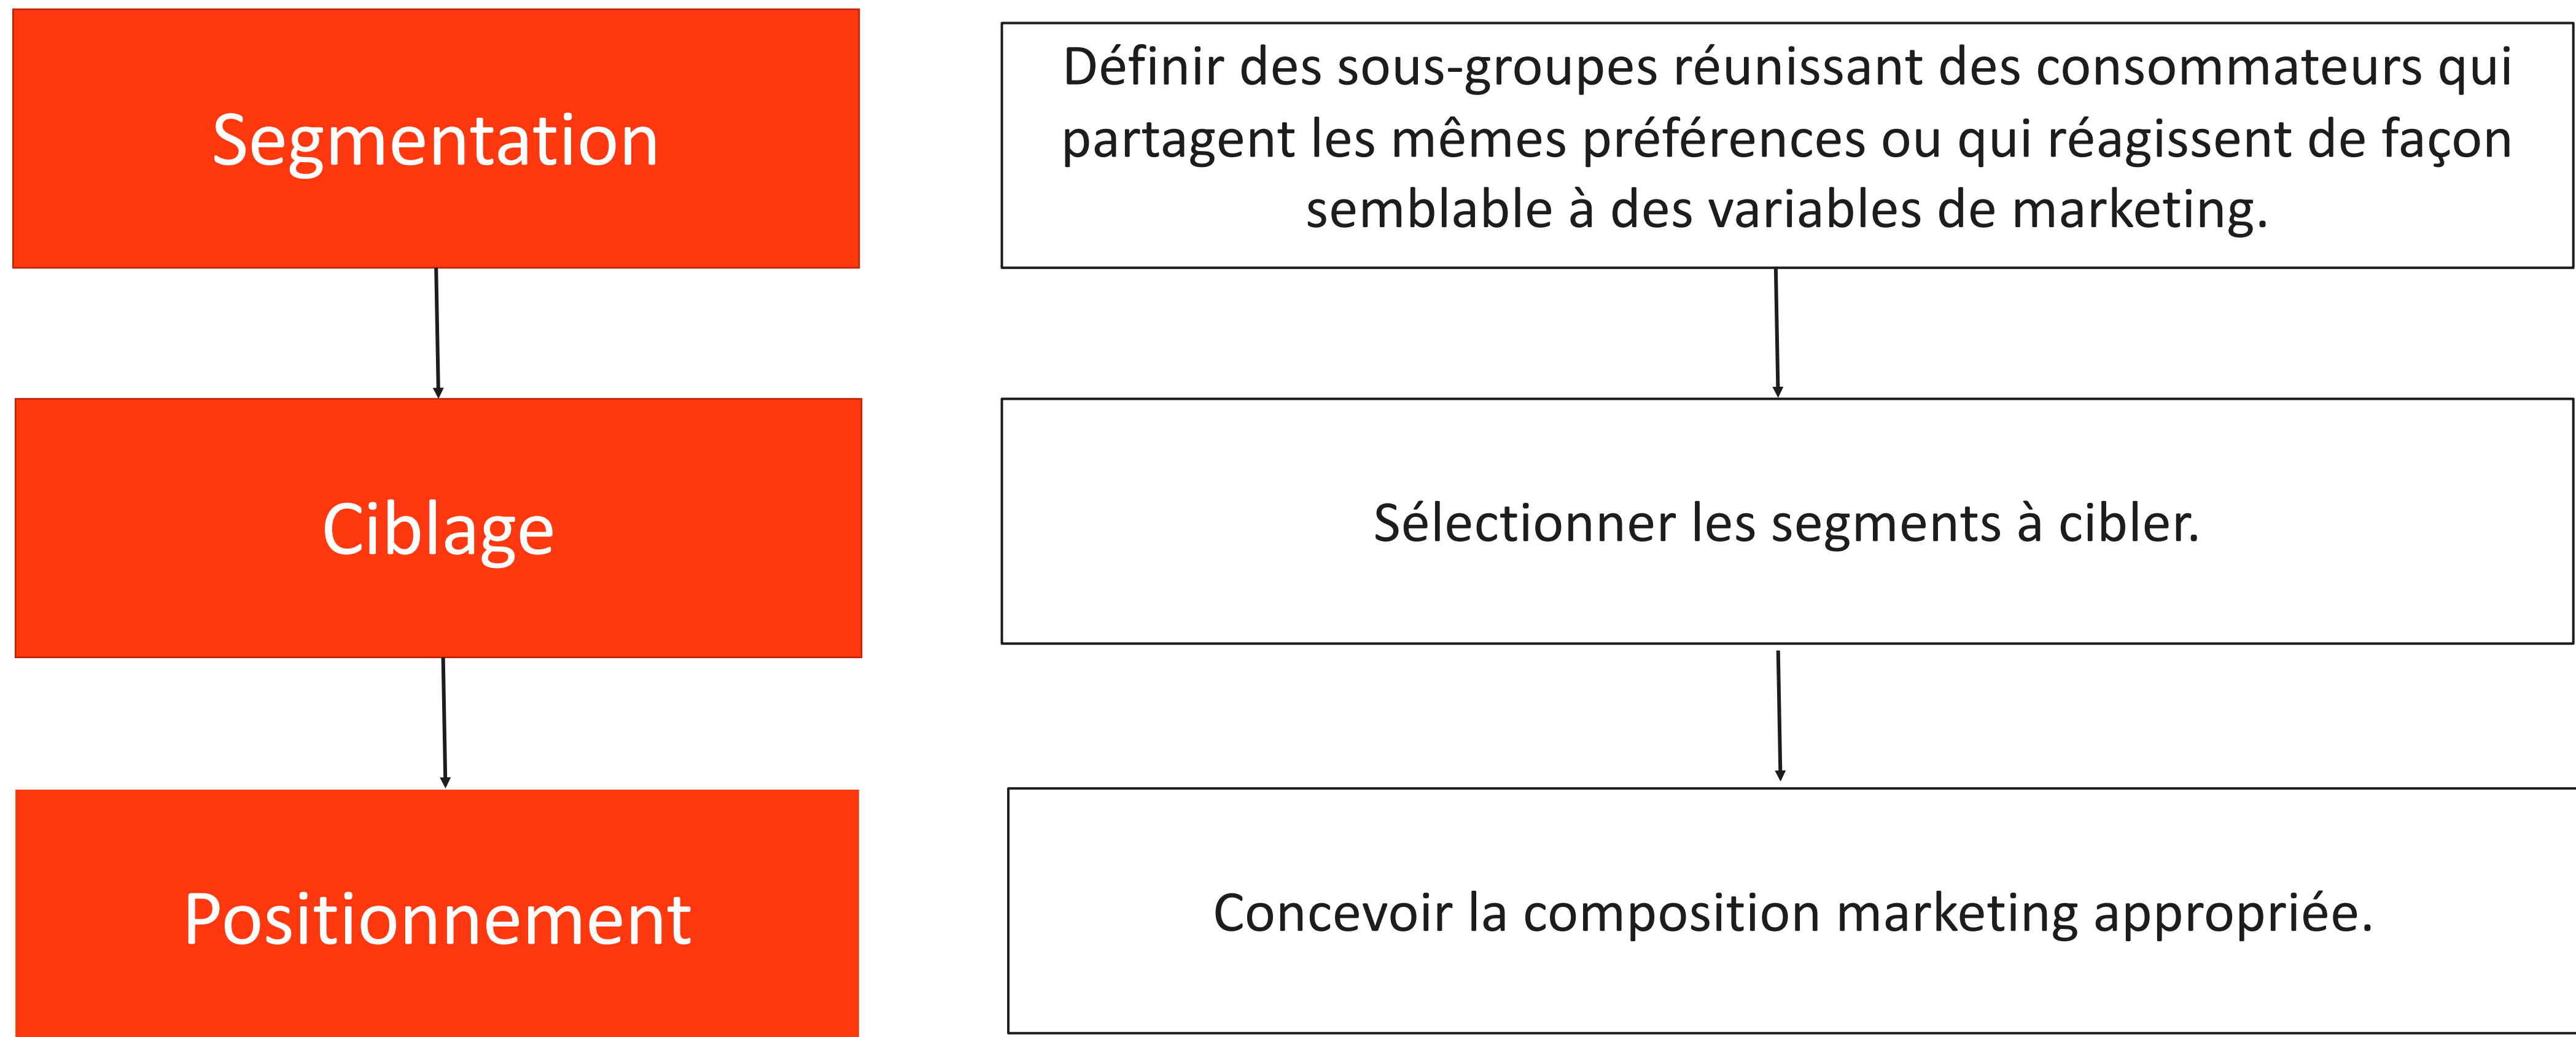 Segmentation
Définir des sous-groupes réunissant des consommateurs qui
partagent les mêmes préférences ou qui réagissent de façon
semblable à des variables de marketing.
Ciblage
Sélectionner les segments à cibler.
Positionnement
Concevoir la composition marketing appropriée.